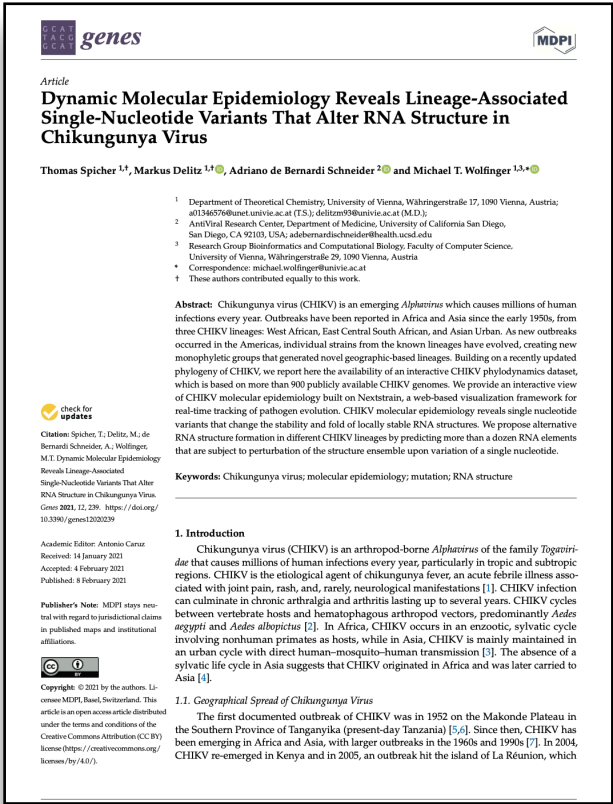 GCAT
TACG
GCAT
genes
MDPI
Article
Dynamic Molecular Epidemiology Reveals Lineage-Associated
Single-Nucleotide Variants That Alter RNA Structure in
Chikungunya Virus
Thomas Spicher 1,†, Markus Delitz 1,†, Adriano de Bernardi Schneider 2 and Michael T. Wolfinger 1,3,*
1 Department of Theoretical Chemistry, University of Vienna, Währingerstraße 17, 1090 Vienna, Austria;
a01346576@unet.univie.ac.at (T.S.); delitzm93@univie.ac.at (M.D.);
2 AntiViral Research Center, Department of Medicine, University of California San Diego,
San Diego, CA 92103, USA; adebernardischneider@health.ucsd.edu
3 Research Group Bioinformatics and Computational Biology, Faculty of Computer Science,
University of Vienna, Währingerstraße 29, 1090 Vienna, Austria
* Correspondence: michael.wolfinger@univie.ac.at
† These authors contributed equally to this work.
Abstract: Chikungunya virus (CHIKV) is an emerging Alphavirus which causes millions of human
infections every year. Outbreaks have been reported in Africa and Asia since the early 1950s, from
three CHIKV lineages: West African, East Central South African, and Asian Urban. As new outbreaks
occurred in the Americas, individual strains from the known lineages have evolved, creating new
monophyletic groups that generated novel geographic-based lineages. Building on a recently updated
phylogeny of CHIKV, we report here the availability of an interactive CHIKV phylodynamics dataset,
which is based on more than 900 publicly available CHIKV genomes. We provide an interactive view
of CHIKV molecular epidemiology built on Nextstrain, a web-based visualization framework for
real-time tracking of pathogen evolution. CHIKV molecular epidemiology reveals single nucleotide
variants that change the stability and fold of locally stable RNA structures. We propose alternative
RNA structure formation in different CHIKV lineages by predicting more than a dozen RNA elements
that are subject to perturbation of the structure ensemble upon variation of a single nucleotide.
Keywords: Chikungunya virus; molecular epidemiology; mutation; RNA structure
check for
updates
Citation: Spicher, T.; Delitz, M.; de
Bernardi Schneider, A.; Wolfinger,
M.T. Dynamic Molecular Epidemiology
Reveals Lineage-Associated
Single-Nucleotide Variants That Alter
RNA Structure in Chikungunya Virus.
Genes 2021, 12, 239. https://doi.org/
10.3390/genes12020239
Academic Editor: Antonio Caruz
Received: 14 January 2021
Accepted: 4 February 2021
Published: 8 February 2021
Publisher's Note: MDPI stays neu-
tral with regard to jurisdictional claims
in published maps and institutional
affiliations.
cc BY
Copyright: © 2021 by the authors. Li-
censee MDPI, Basel, Switzerland. This
article is an open access article distributed
under the terms and conditions of the
Creative Commons Attribution (CC BY)
license (https://creativecommons.org/
licenses/by/4.0/).
1. Introduction
Chikungunya virus (CHIKV) is an arthropod-borne Alphavirus of the family Togaviri-
dae that causes millions of human infections every year, particularly in tropic and subtropic
regions. CHIKV is the etiological agent of chikungunya fever, an acute febrile illness asso-
ciated with joint pain, rash, and, rarely, neurological manifestations [1]. CHIKV infection
can culminate in chronic arthralgia and arthritis lasting up to several years. CHIKV cycles
between vertebrate hosts and hematophagous arthropod vectors, predominantly Aedes
aegypti and Aedes albopictus [2]. In Africa, CHIKV occurs in an enzootic, sylvatic cycle
involving nonhuman primates as hosts, while in Asia, CHIKV is mainly maintained in
an urban cycle with direct human–mosquito–human transmission [3]. The absence of a
sylvatic life cycle in Asia suggests that CHIKV originated in Africa and was later carried to
Asia [4].
1.1. Geographical Spread of Chikungunya Virus
The first documented outbreak of CHIKV was in 1952 on the Makonde Plateau in
the Southern Province of Tanganyika (present-day Tanzania) [5,6]. Since then, CHIKV has
been emerging in Africa and Asia, with larger outbreaks in the 1960s and 1990s [7]. In 2004,
CHIKV re-emerged in Kenya and in 2005, an outbreak hit the island of La Réunion, which